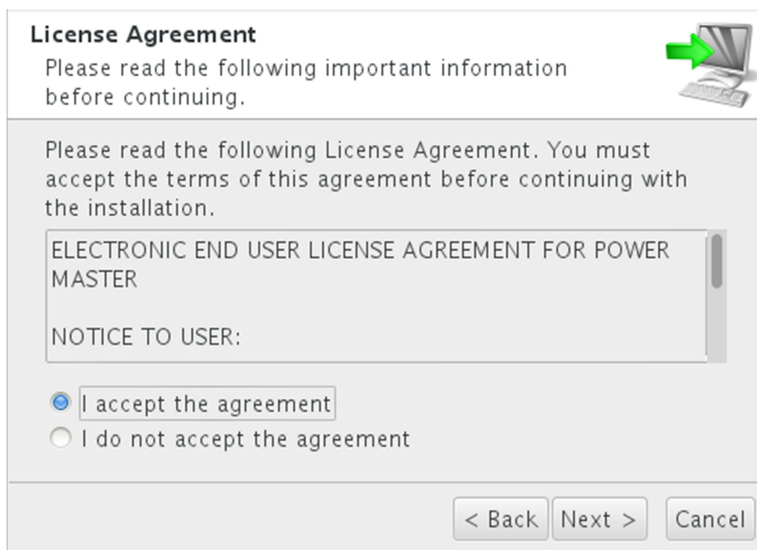 License Agreement
Please read the following important information
before continuing.
Please read the following License Agreement. You must
accept the terms of this agreement before continuing with
the installation.
ELECTRONIC END USER LICENSE AGREEMENT FOR POWER
MASTER
NOTICE TO USER:
I accept the agreement
I do not accept the agreement
< Back Next > Cancel